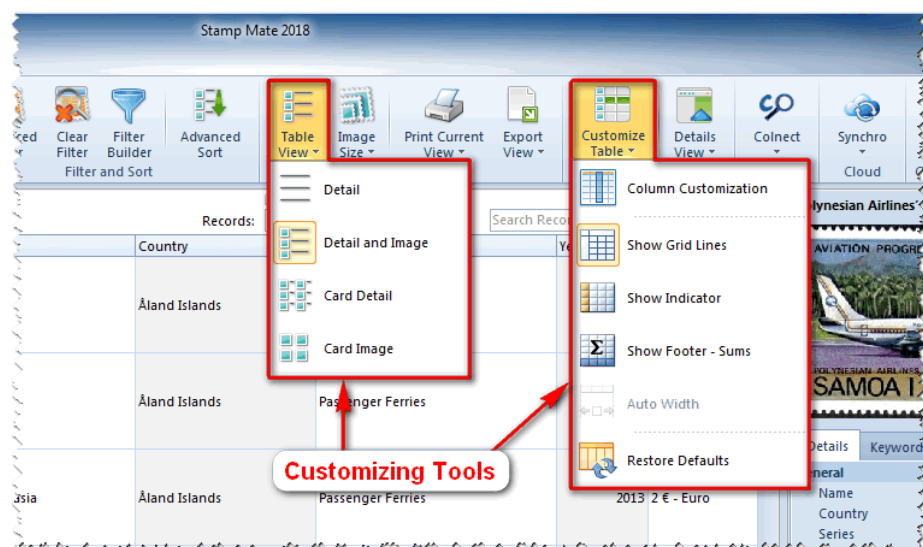 Stamp Mate 2018
Clear Filter
Filter Builder
Advanced Sort
Filter and Sort
Table View
Image Size
Print Current View
Export View
Customize Table
Details View
Colnect
Synchro
Cloud
Detail
Detail and Image
Card Detail
Card Image
Column Customization
Show Grid Lines
Show Indicator
Show Footer - Sums
Auto Width
Restore Defaults
Records:
Search Rec
Country
Åland Islands
Åland Islands
Passenger Ferries
Åland Islands
Passenger Ferries
2013
2 € - Euro
Customizing Tools
lynesian Airlines'
AVIATION PROGRE
POLYNESIAN AIRLINES
SAMOA
Details
Keyword
neral
Name
Country
Series